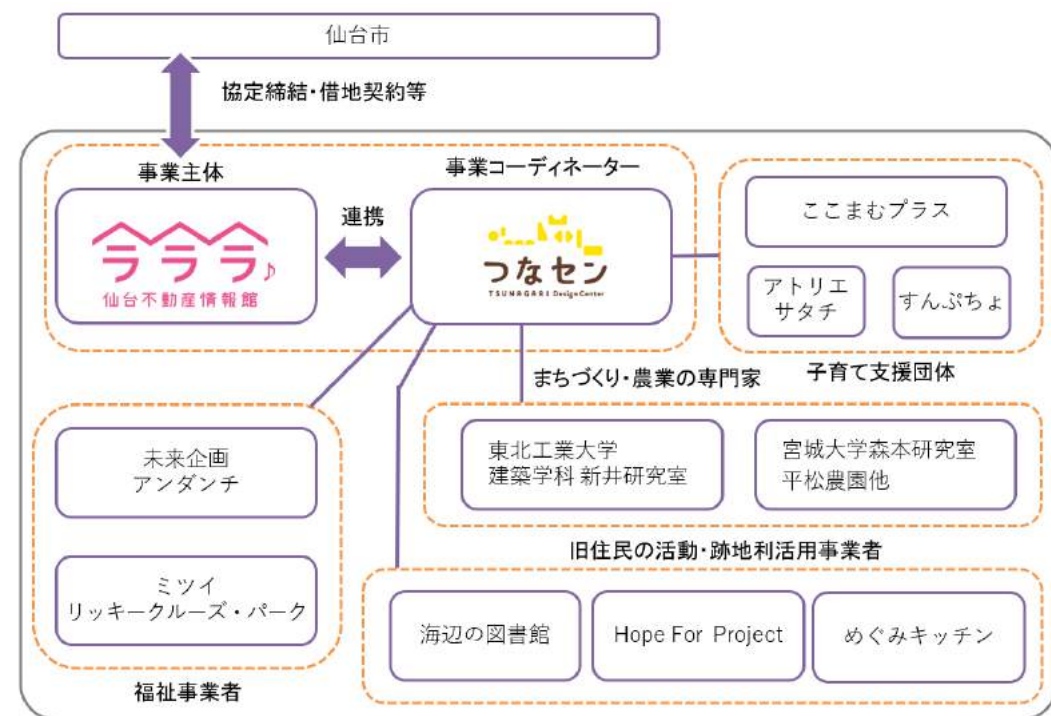 仙台市
協定締結・借地契約等
事業主体
ラララ♪
仙台不動産情報館
連携
事業コーディネーター
つなセン
TSUNAGARI Design Center
ここまむプラス
アトリエ
サタチ
すんぷちょ
子育て支援団体
まちづくり・農業の専門家
東北工業大学
建築学科 新井研究室
宮城大学森本研究室
平松農園他
未来企画
アンダンチ
ミツイ
リッキークルーズ・パーク
福祉事業者
旧住民の活動・跡地利活用事業者
海辺の図書館
Hope For Project
めぐみキッチン